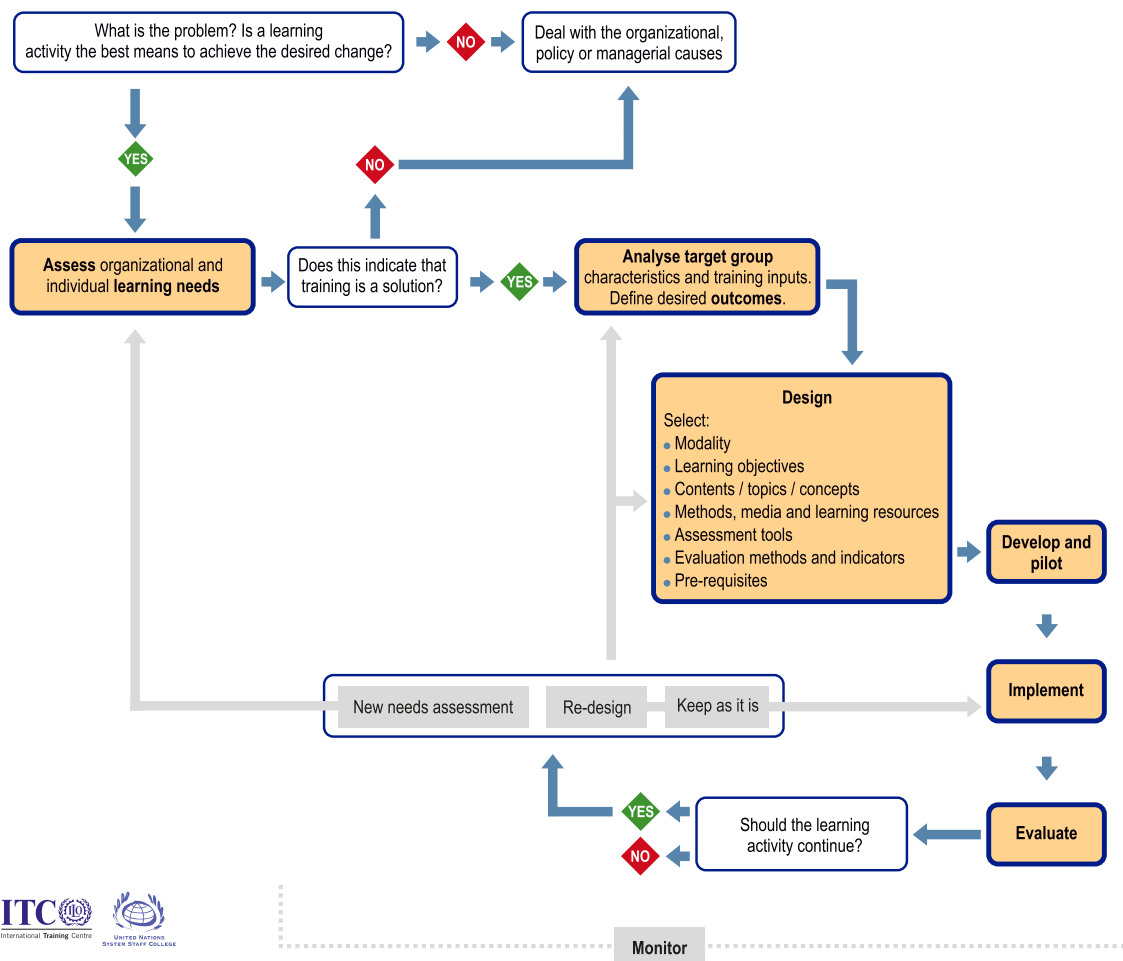 What is the problem? Is a learning
activity the best means to achieve the desired change?
NO
Deal with the organizational,
policy or managerial causes
YES
NO
Assess organizational and
individual learning needs
Does this indicate that
training is a solution?
YES
Analyse target group
characteristics and training inputs.
Define desired outcomes.
Design
Select:
Modality
Learning objectives
Contents / topics / concepts
Methods, media and learning resources
Assessment tools
Evaluation methods and indicators
Pre-requisites
Develop and
pilot
Implement
New needs assessment
Re-design
Keep as it is
YES
NO
Should the learning
activity continue?
Evaluate
ITC
ILO
International Training Centre
UNITED NATIONS
SYSTEM STAFF COLLEGE
Monitor